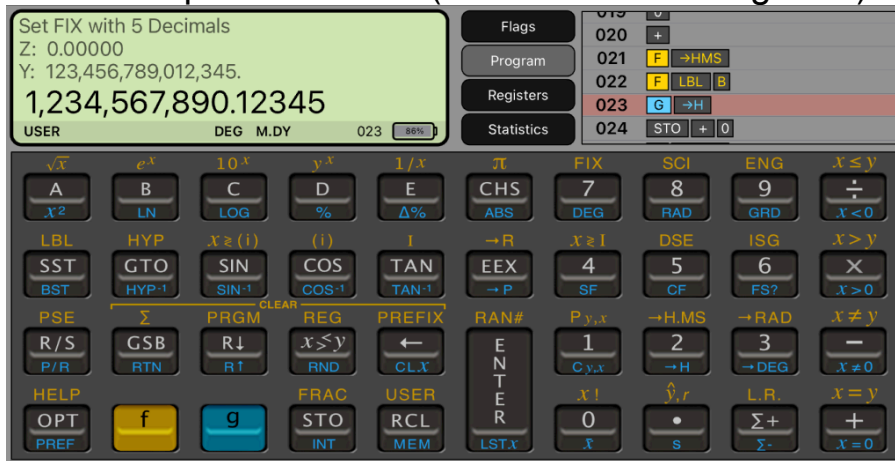 Set FIX with 5 Decimals
Z: 0.00000
Y: 123,456,789,012,345.
1,234,567,890.12345
USER DEG M.DY 023 86%
Flags
Program
Registers
Statistics
020 +
021 F →HMS
022 F LBL B
023 G →H
024 STO + 0
√x e^x 10^x y^x 1/x π FIX SCI ENG x≤y
A B C D E CHS 7 8 9 ÷
x² LN LOG % Δ% ABS DEG RAD GRD x<0
LBL HYP x≷(i) (i) I →R x≷I DSE ISG x>y
SST GTO SIN COS TAN EEX 4 5 6 ×
BST HYP-1 SIN-1 COS-1 TAN-1 →P SF CF FS? x>0
CLEAR
PSE Σ PRGM REG PREFIX RAN# Py,x →H.MS →RAD x≠y
R/S GSB R↓ x≷y ← ENTER 1 2 3 −
P/R RTN R↑ RND CLX Cy,x →H →DEG x≠0
HELP FRAC USER x! ŷ,r L.R. x=y
OPT f g STO RCL 0 • Σ+ +
PREF INT MEM LSTx x̄ s Σ- x=0